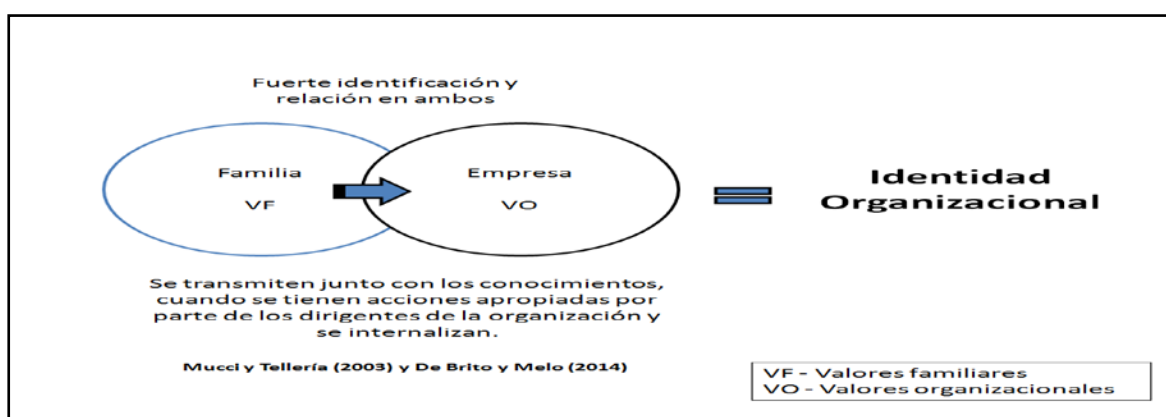 Fuerte identificación y
relación en ambos
Familia
VF
Empresa
VO
Identidad
Organizacional
Se transmiten junto con los conocimientos,
cuando se tienen acciones apropiadas por
parte de los dirigentes de la organización y
se internalizan.
Mucci y Tellería (2003) y De Brito y Melo (2014)
VF - Valores familiares
VO - Valores organizacionales